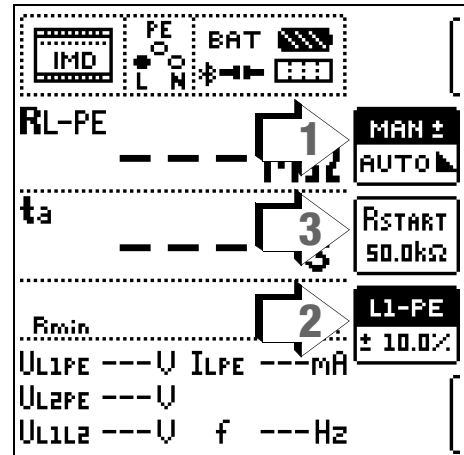 PE
BAT
IMD
L N
RL-PE
--- MΩ
1
MAN ±
AUTO
ta
--- s
3
RSTART
50.0kΩ
2
L1-PE
± 10.0%
Rmin
UL1PE ---V ILPE ---mA
UL2PE ---V
UL1L2 ---V f ---Hz